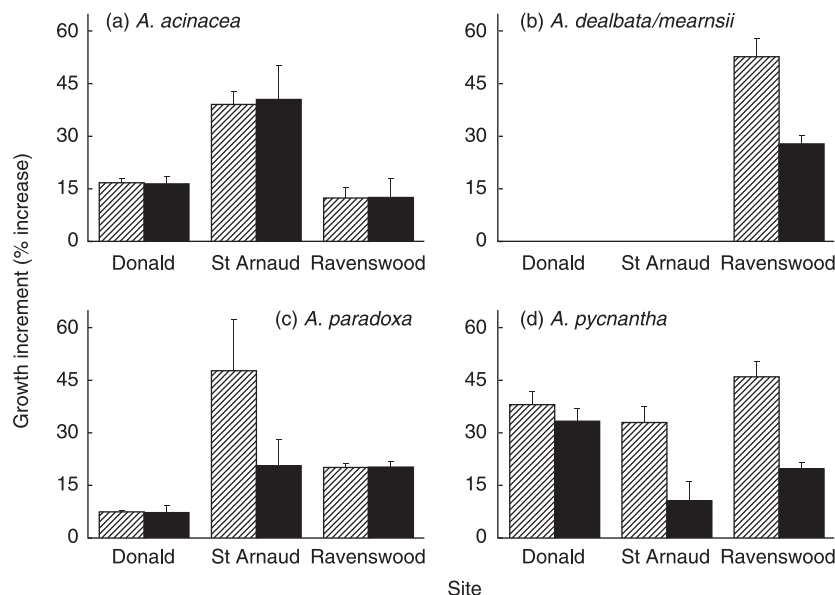 (a) A. acinacea
60
45
30
15
0
Donald St Arnaud Ravenswood
(b) A. dealbata/mearnsii
60
45
30
15
0
Donald St Arnaud Ravenswood
(c) A. paradoxa
60
45
30
15
0
Donald St Arnaud Ravenswood
(d) A. pycnantha
60
45
30
15
0
Donald St Arnaud Ravenswood
Growth increment (% increase)
Site